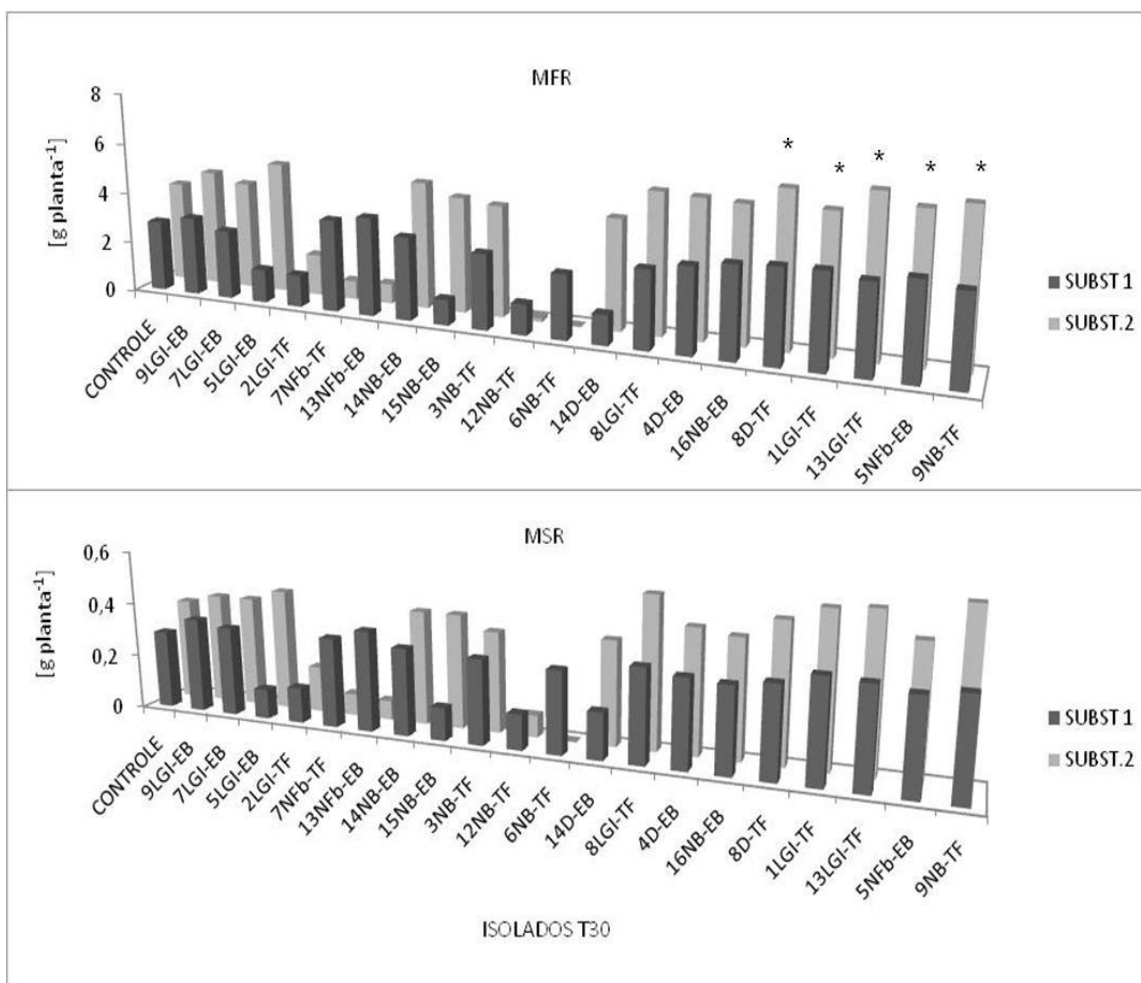 MFR
[g planta-1]
8
6
4
2
0
* * * * *
CONTROLE
9LGI-EB
7LGI-EB
5LGI-EB
2LGI-TF
7NFb-TF
13NFb-EB
14NB-EB
15NB-EB
3NB-TF
12NB-TF
6NB-TF
14D-EB
8LGI-TF
4D-EB
16NB-EB
8D-TF
1LGI-TF
13LGI-TF
5NFb-EB
9NB-TF
SUBST 1
SUBST.2
MSR
[g planta-1]
0,6
0,4
0,2
0
CONTROLE
9LGI-EB
7LGI-EB
5LGI-EB
2LGI-TF
7NFb-TF
13NFb-EB
14NB-EB
15NB-EB
3NB-TF
12NB-TF
6NB-TF
14D-EB
8LGI-TF
4D-EB
16NB-EB
8D-TF
1LGI-TF
13LGI-TF
5NFb-EB
9NB-TF
SUBST 1
SUBST.2
ISOLADOS T30